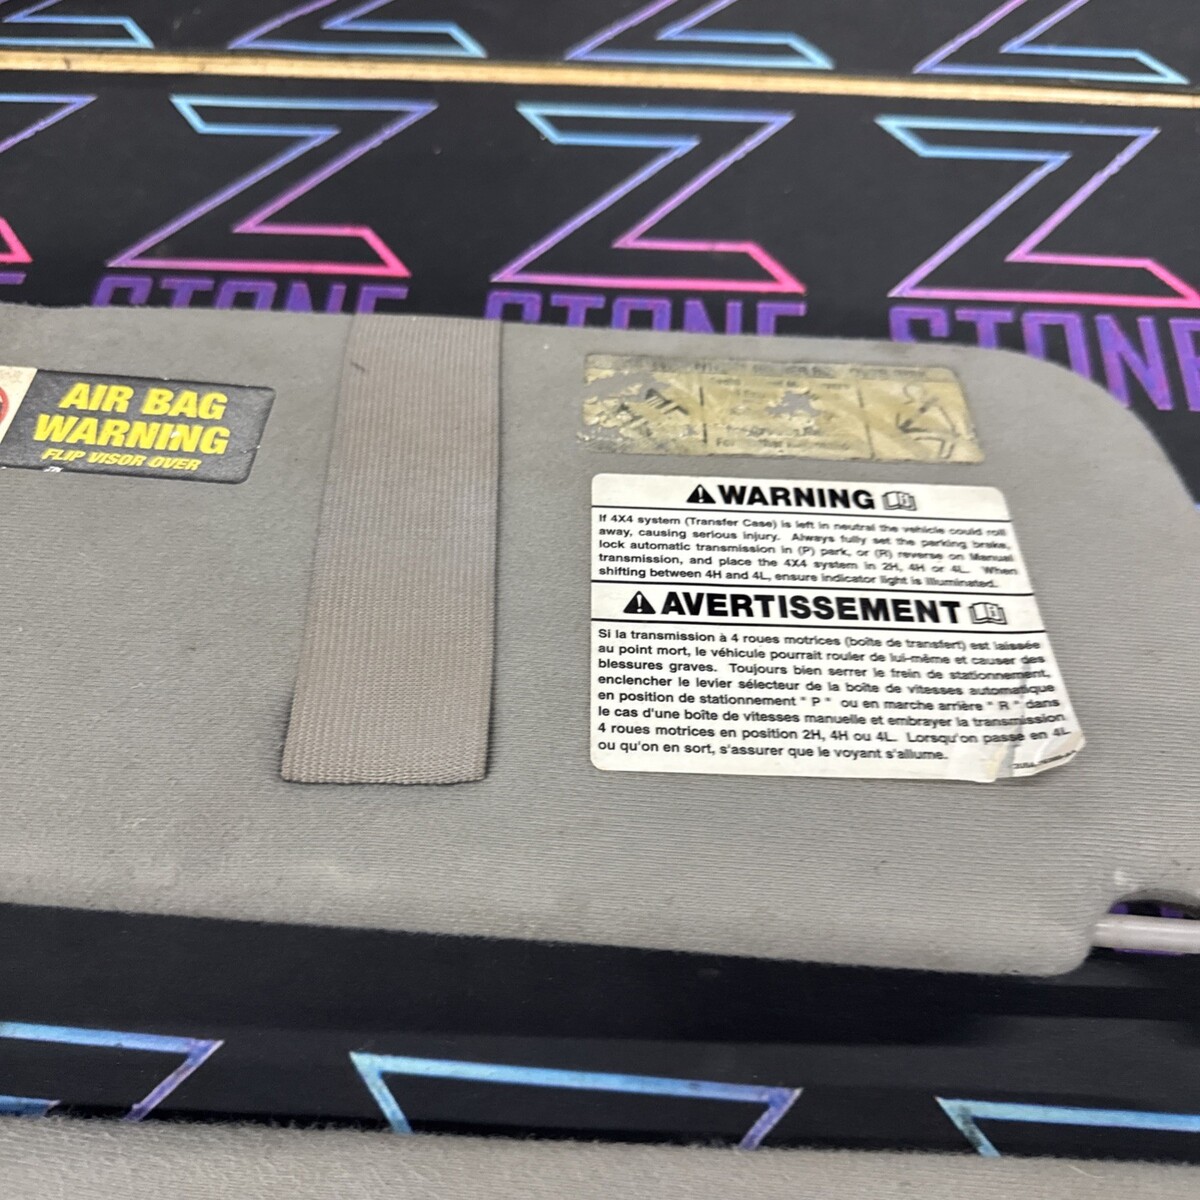 Z Z Z Z
STONE STONE STONE
AIR BAG
WARNING
FLIP VISOR OVER
WARNING
If 4X4 system (Transfer Case) is left in neutral the vehicle could roll
away, causing serious injury. Always fully set the parking brake,
lock automatic transmission in (P) park, or (R) reverse on Manual
transmission, and place the 4X4 system in 2H, 4H or 4L. When
shifting between 4H and 4L, ensure indicator light is illuminated.
AVERTISSEMENT
Si la transmission à 4 roues motrices (boîte de transfert) est laissée
au point mort, le véhicule pourrait rouler de lui-même et causer des
blessures graves. Toujours bien serrer le frein de stationnement,
enclencher le levier sélecteur de la boîte de vitesses automatique
en position de stationnement " P " ou en marche arrière " R " dans
le cas d'une boîte de vitesses manuelle et embrayer la transmission
4 roues motrices en position 2H, 4H ou 4L. Lorsqu'on passe en 4L
ou qu'on en sort, s'assurer que le voyant s'allume.